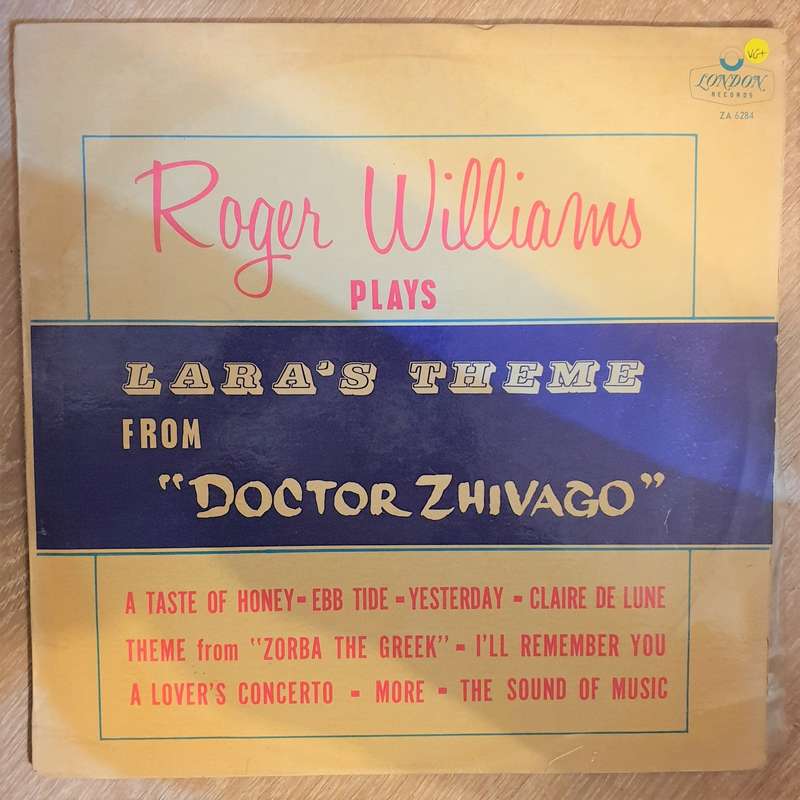 VG+
LONDON
RECORDS
ZA 6284
Roger Williams
PLAYS
LARA'S THEME
FROM
"DOCTOR ZHIVAGO"
A TASTE OF HONEY - EBB TIDE - YESTERDAY - CLAIRE DE LUNE
THEME from "ZORBA THE GREEK" - I'LL REMEMBER YOU
A LOVER'S CONCERTO - MORE - THE SOUND OF MUSIC